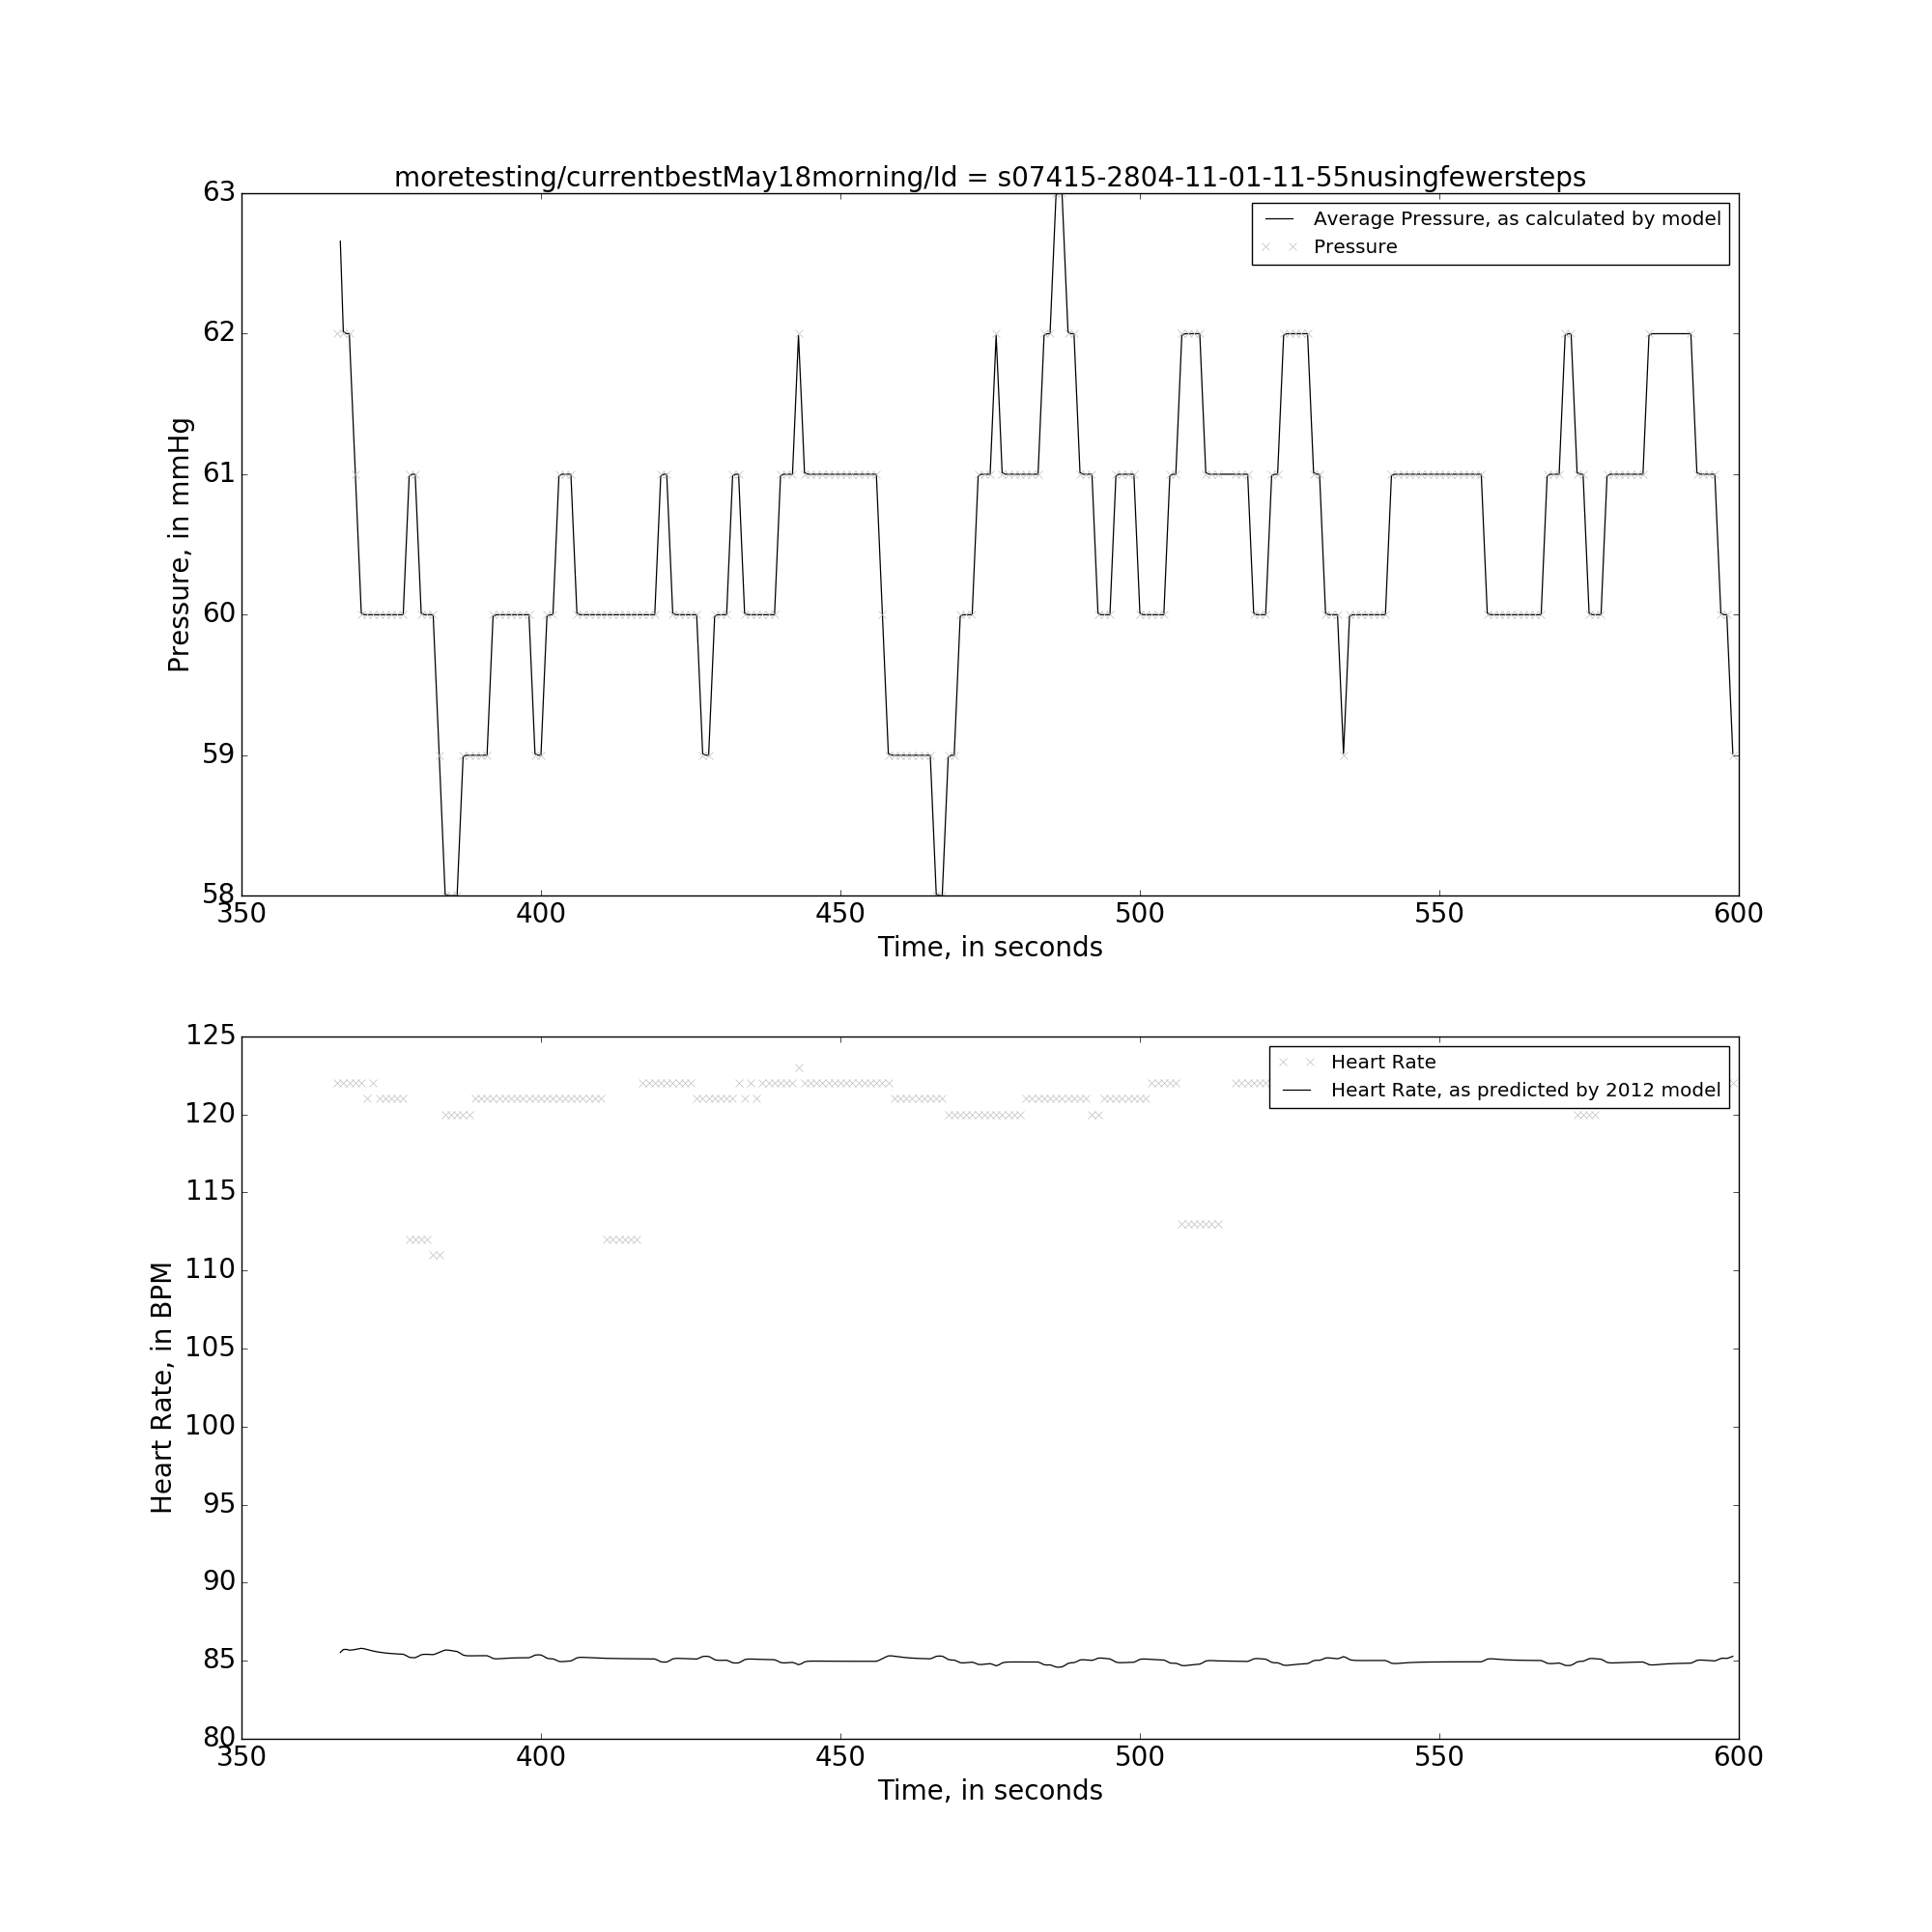 moretesting/currentbestMay18morning/Id = s07415-2804-11-01-11-55nusingfewersteps
63
62
61
60
59
58
Pressure, in mmHg
Average Pressure, as calculated by model
Pressure
350 400 450 500 550 600
Time, in seconds
125
120
115
110
105
100
95
90
85
80
Heart Rate, in BPM
Heart Rate
Heart Rate, as predicted by 2012 model
350 400 450 500 550 600
Time, in seconds